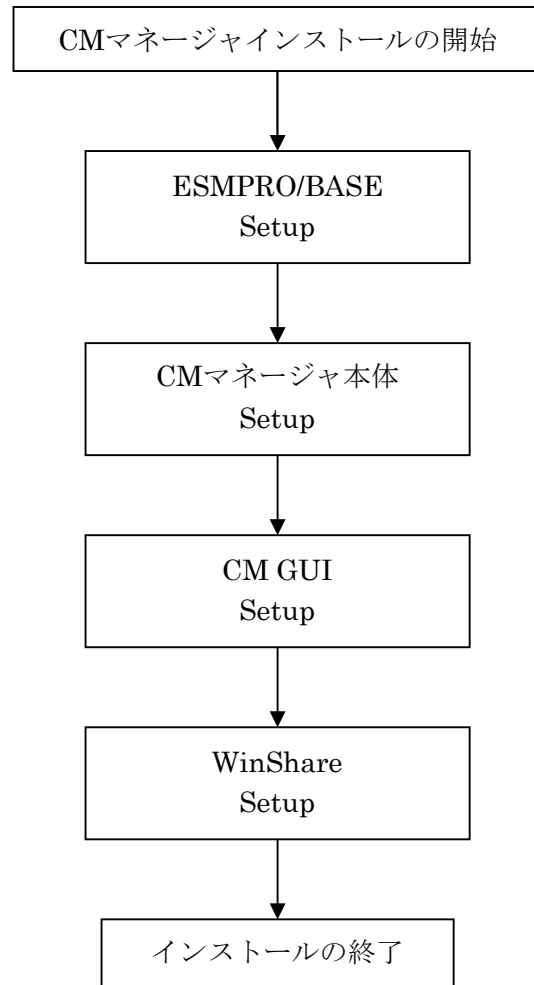 CMマネージャインストールの開始
ESMPRO/BASE
Setup
CMマネージャ本体
Setup
CM GUI
Setup
WinShare
Setup
インストールの終了